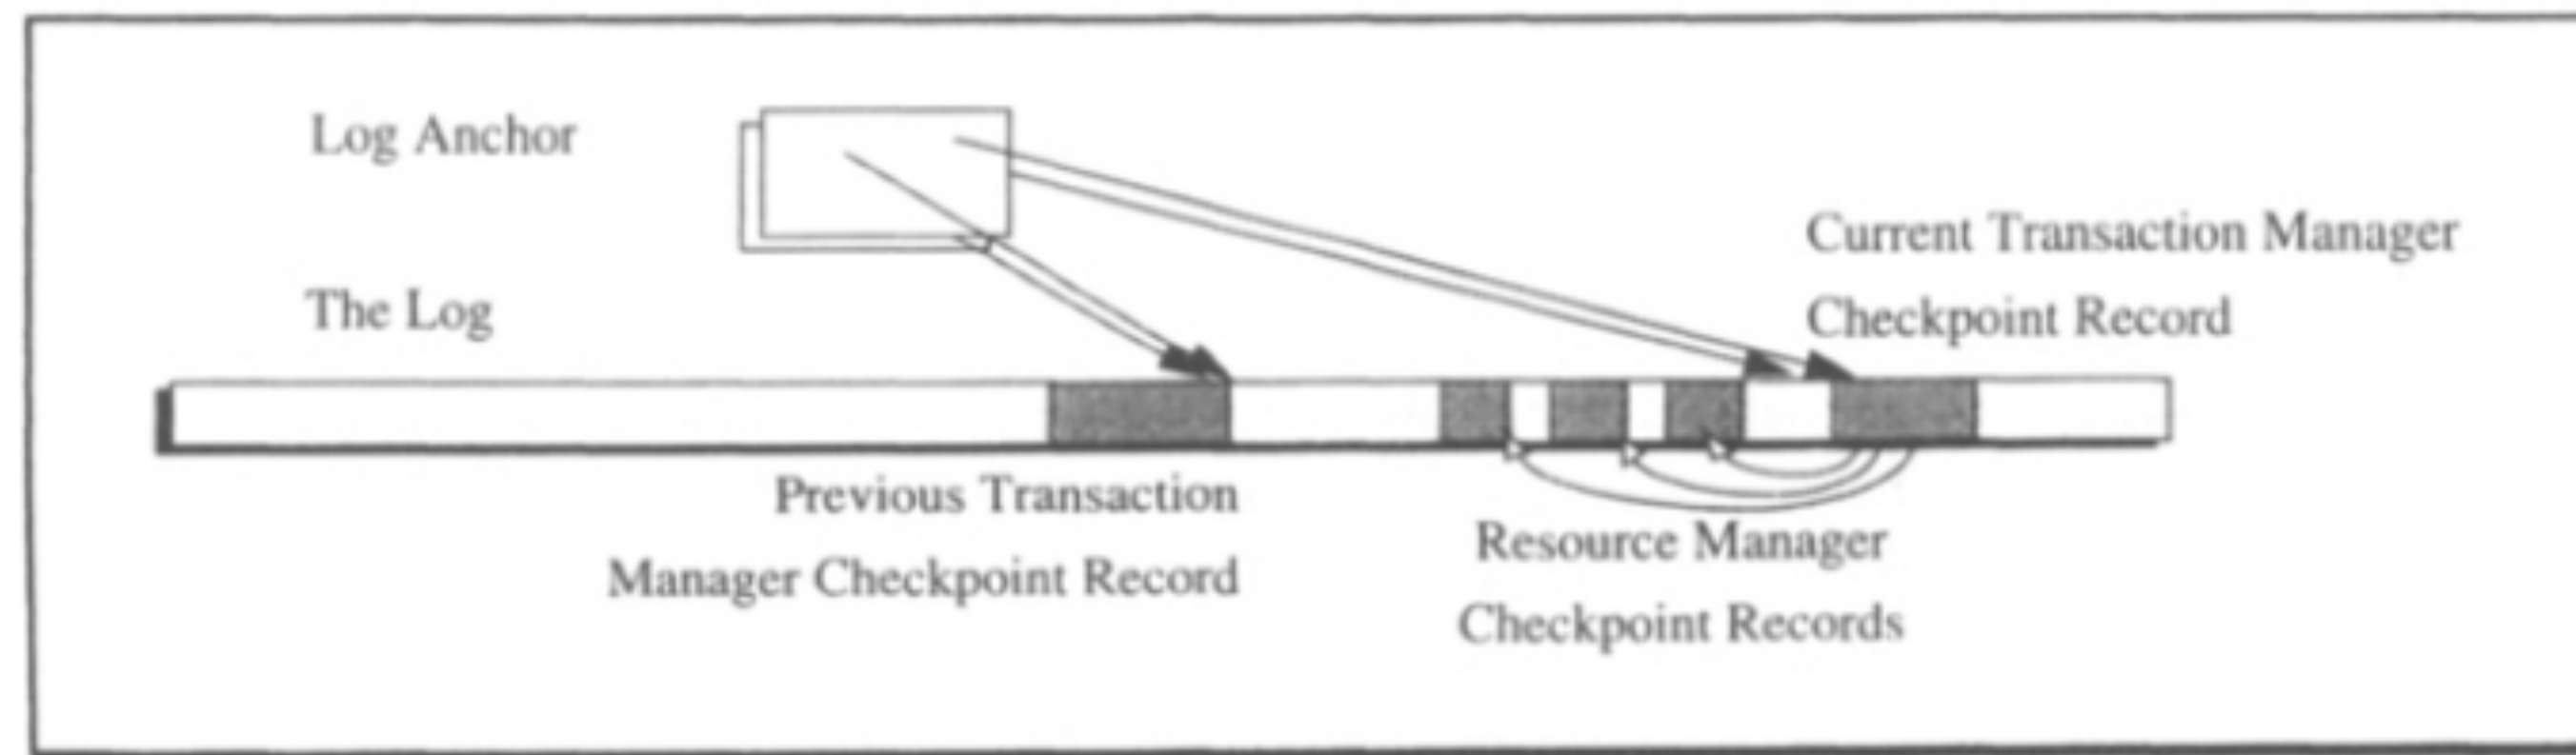 Log Anchor
Current Transaction Manager
Checkpoint Record
The Log
Previous Transaction
Manager Checkpoint Record
Resource Manager
Checkpoint Records